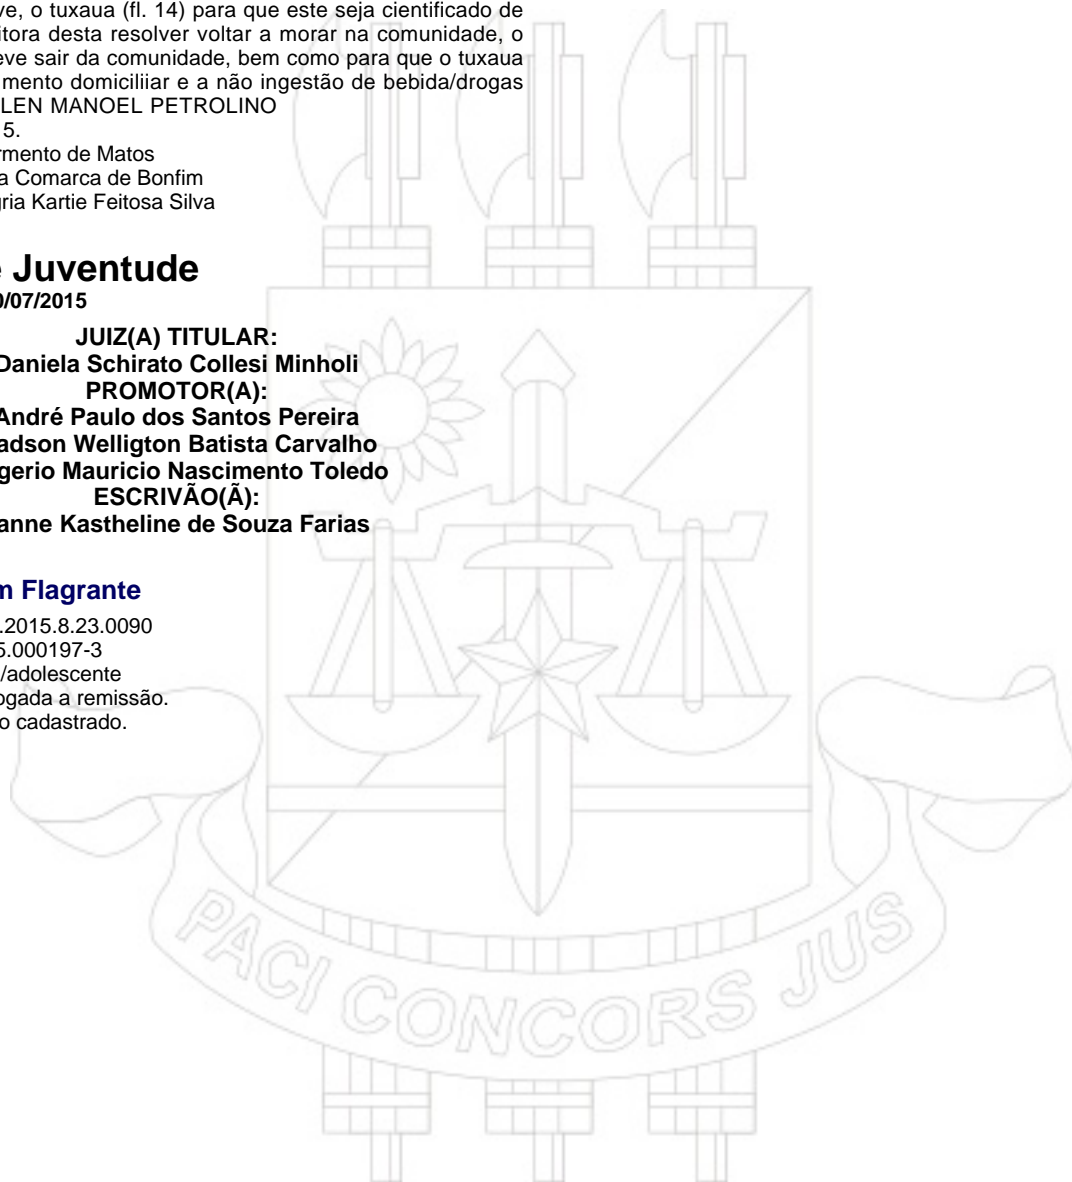 ve, o tuxaua (fl. 14) para que este seja cientificado de
itora desta resolver voltar a morar na comunidade, o
eve sair da comunidade, bem como para que o tuxaua
mento domiciliiar e a não ingestão de bebida/drogas
LEN MANOEL PETROLINO
15.
rmento de Matos
a Comarca de Bonfim
gria Kartie Feitosa Silva
e Juventude
0/07/2015
JUIZ(A) TITULAR:
Daniela Schirato Collesi Minholi
PROMOTOR(A):
André Paulo dos Santos Pereira
adson Welligton Batista Carvalho
gerio Mauricio Nascimento Toledo
ESCRIVÃO(Ã):
anne Kastheline de Souza Farias
m Flagrante
.2015.8.23.0090
5.000197-3
/adolescente
ogada a remissão.
o cadastrado.
PACI CONCORS JUS